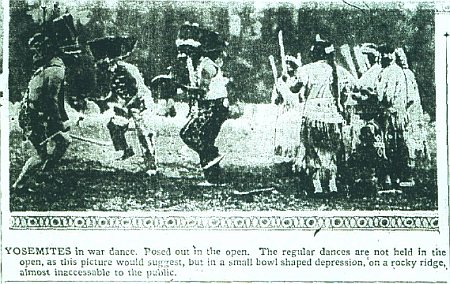 YOSEMITES in war dance. Posed out in the open. The regular dances are not held in the
open, as this picture would suggest, but in a small bowl shaped depression, on a rocky ridge,
almost inaccessable to the public.